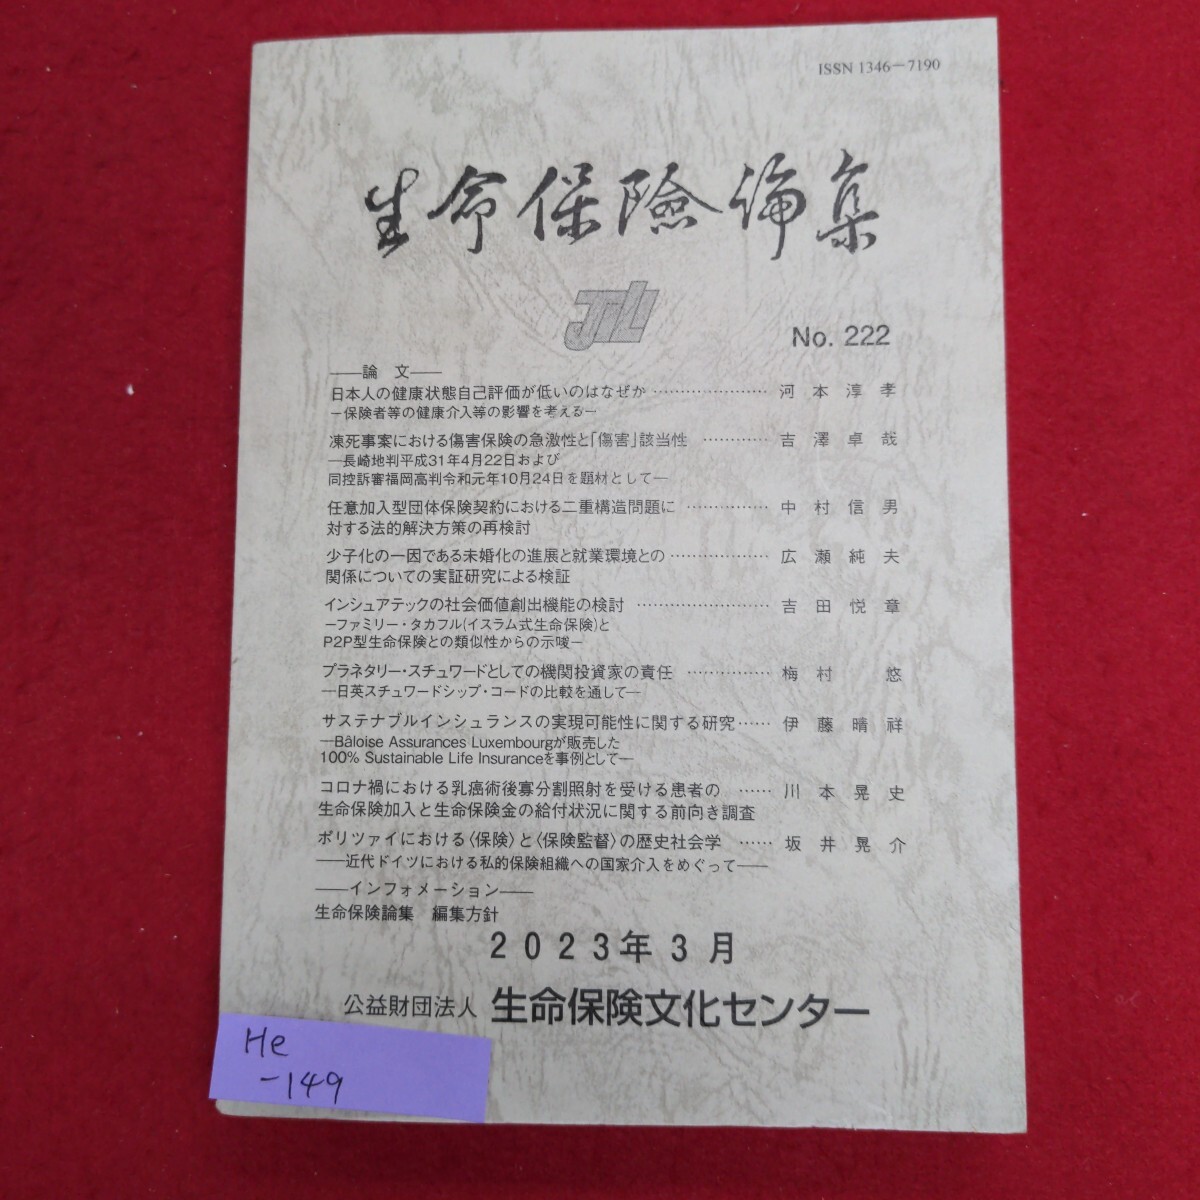 ISSN 1346-7190
生命保險論集
JILI
No. 222
——論 文——
日本人の健康状態自己評価が低いのはなぜか…………………河本淳孝
—保険者等の健康介入等の影響を考える—
凍死事案における傷害保険の急激性と「傷害」該当性…………吉澤卓哉
—長崎地判平成31年4月22日および
同控訴審福岡高判令和元年10月24日を題材として—
任意加入型団体保険契約における二重構造問題に……………中村信男
対する法的解決方策の再検討
少子化の一因である未婚化の進展と就業環境との………………広瀬純夫
関係についての実証研究による検証
インシュアテックの社会価値創出機能の検討……………………吉田悦章
—ファミリー・タカフル(イスラム式生命保険)と
P2P型生命保険との類似性からの示唆—
プラネタリー・スチュワードとしての機関投資家の責任……………梅村 悠
—日英スチュワードシップ・コードの比較を通して—
サステナブルインシュランスの実現可能性に関する研究……伊藤晴祥
—Bâloise Assurances Luxembourgが販売した
100% Sustainable Life Insuranceを事例として—
コロナ禍における乳癌術後寡分割照射を受ける患者の……川本晃史
生命保険加入と生命保険金の給付状況に関する前向き調査
ポリツァイにおける〈保険〉と〈保険監督〉の歴史社会学……坂井晃介
——近代ドイツにおける私的保険組織への国家介入をめぐって——
——インフォメーション——
生命保険論集 編集方針
2023年3月
公益財団法人 生命保険文化センター
He
-149